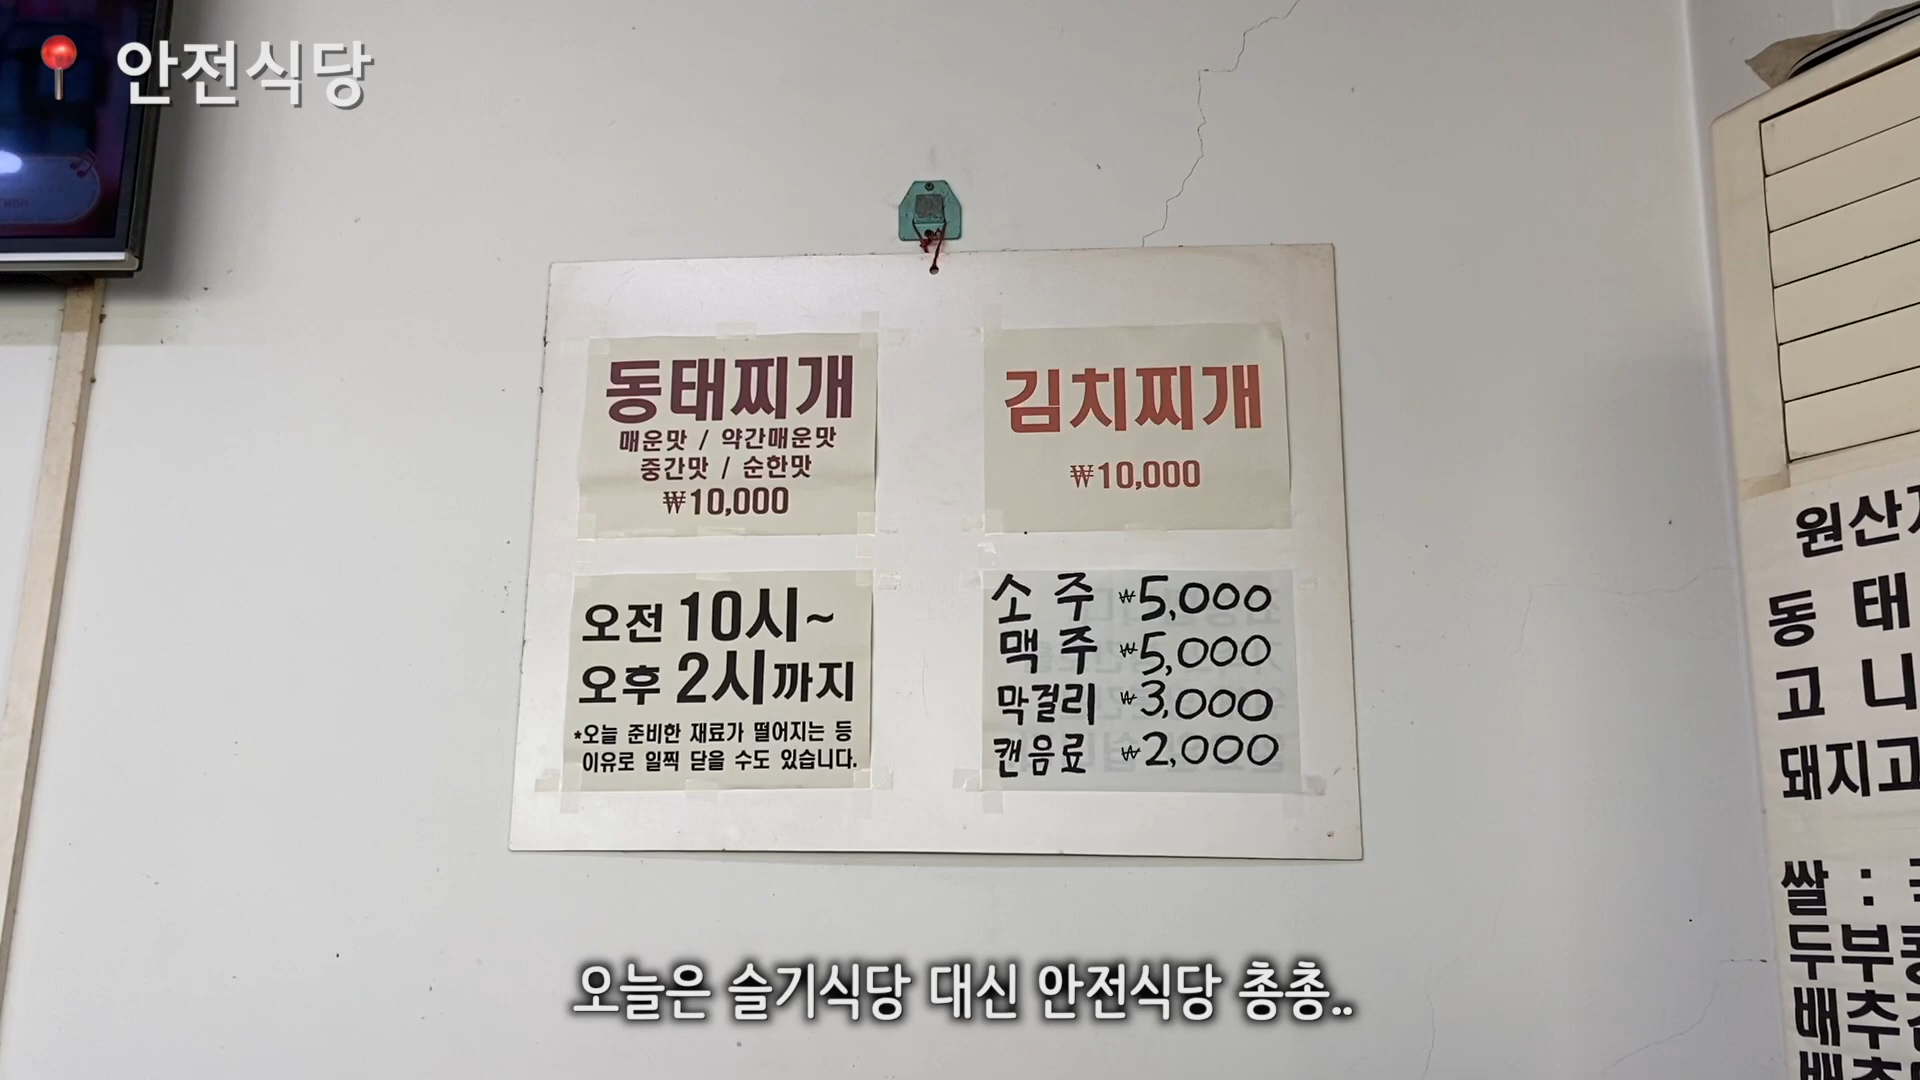 안전식당
동태찌개
매운맛 / 약간매운맛
중간맛 / 순한맛
₩10,000
김치찌개
₩10,000
오전 10시~
오후 2시까지
*오늘 준비한 재료가 떨어지는 등
이유로 일찍 닫을 수도 있습니다.
소주 ₩5,000
맥주 ₩5,000
막걸리 ₩3,000
캔음료 ₩2,000
원산
동태
고니
돼지고
쌀 :
두부
배추
오늘은 슬기식당 대신 안전식당 총총..